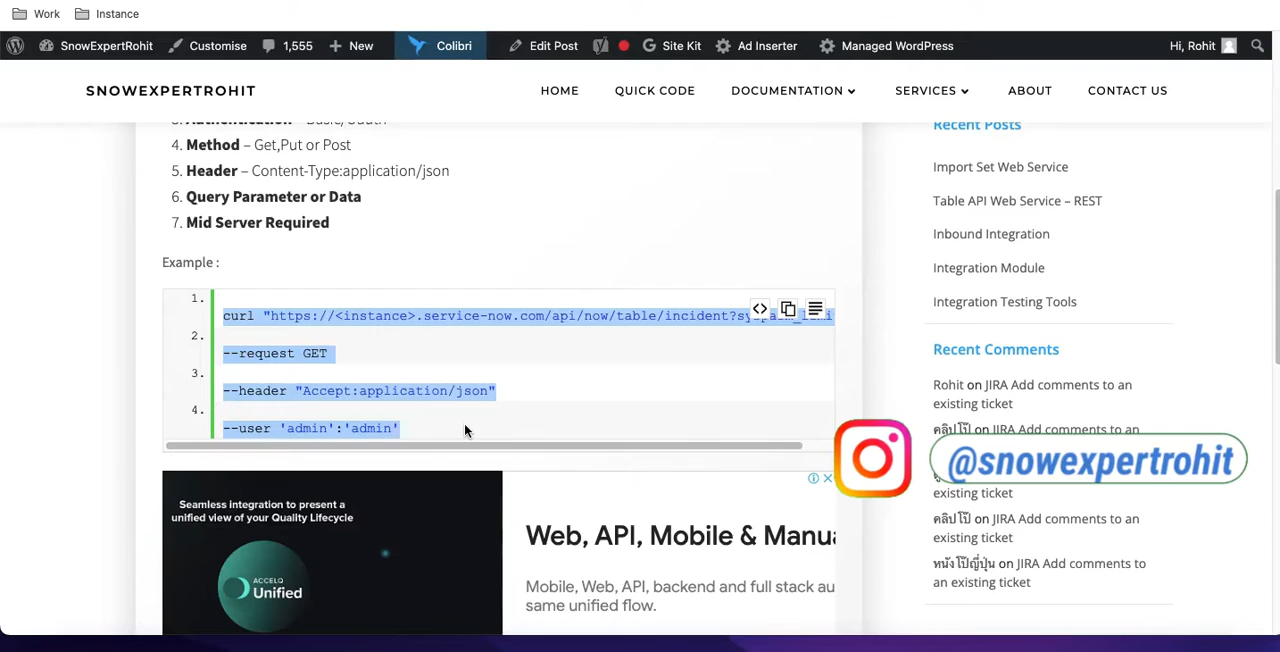 Work
Instance
SnowExpertRohit
Customise
1,555
New
Colibri
Edit Post
Site Kit
Ad Inserter
Managed WordPress
Hi, Rohit
SNOWEXPERTROHIT
HOME
QUICK CODE
DOCUMENTATION
SERVICES
ABOUT
CONTACT US
4. Method – Get,Put or Post
5. Header – Content-Type:application/json
6. Query Parameter or Data
7. Mid Server Required
Example :
1.
curl "https://<instance>.service-now.com/api/now/table/incident?
2.
--request GET
3.
--header "Accept:application/json"
4.
--user 'admin':'admin'
Seamless integration to present a
unified view of your Quality Lifecycle
ACCELQ
Unified
Web, API, Mobile &
Mobile, Web, API, backend and full stack
same unified flow.
Recent Posts
Import Set Web Service
Table API Web Service – REST
Inbound Integration
Integration Module
Integration Testing Tools
Recent Comments
Rohit on JIRA Add comments to an
existing ticket
คลิปโป๊ on JIRA Add comments to an
@snowexpertrohit
existing ticket
คลิปโป๊ on JIRA Add comments to an
existing ticket
หนังโป๊ญี่ปุ่น on JIRA Add comments to
an existing ticket